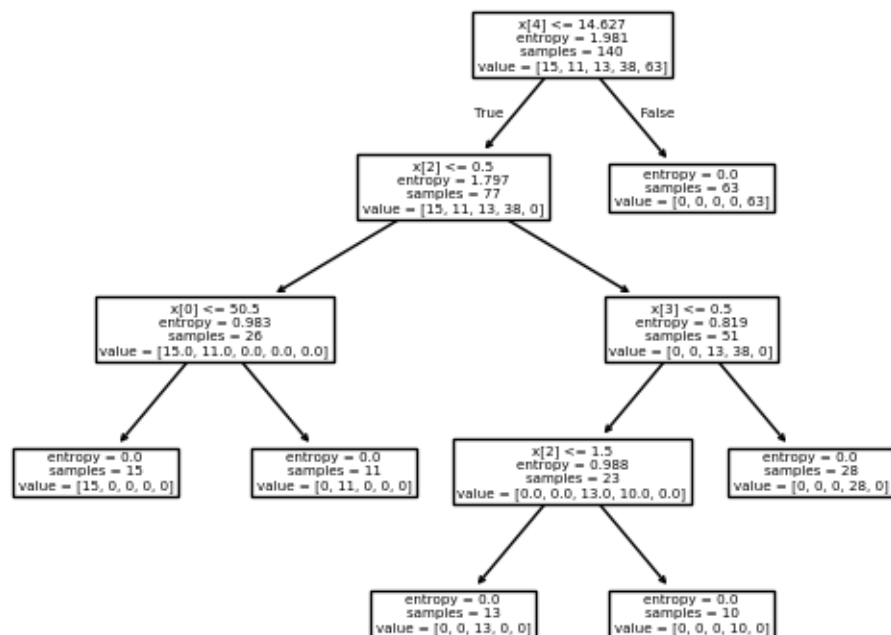 x[4] <= 14.627
entropy = 1.981
samples = 140
value = [15, 11, 13, 38, 63]
True
False
x[2] <= 0.5
entropy = 1.797
samples = 77
value = [15, 11, 13, 38, 0]
entropy = 0.0
samples = 63
value = [0, 0, 0, 0, 63]
x[0] <= 50.5
entropy = 0.983
samples = 26
value = [15.0, 11.0, 0.0, 0.0, 0.0]
x[3] <= 0.5
entropy = 0.819
samples = 51
value = [0, 0, 13, 38, 0]
entropy = 0.0
samples = 15
value = [15, 0, 0, 0, 0]
entropy = 0.0
samples = 11
value = [0, 11, 0, 0, 0]
x[2] <= 1.5
entropy = 0.988
samples = 23
value = [0.0, 0.0, 13.0, 10.0, 0.0]
entropy = 0.0
samples = 28
value = [0, 0, 0, 28, 0]
entropy = 0.0
samples = 13
value = [0, 0, 13, 0, 0]
entropy = 0.0
samples = 10
value = [0, 0, 0, 10, 0]